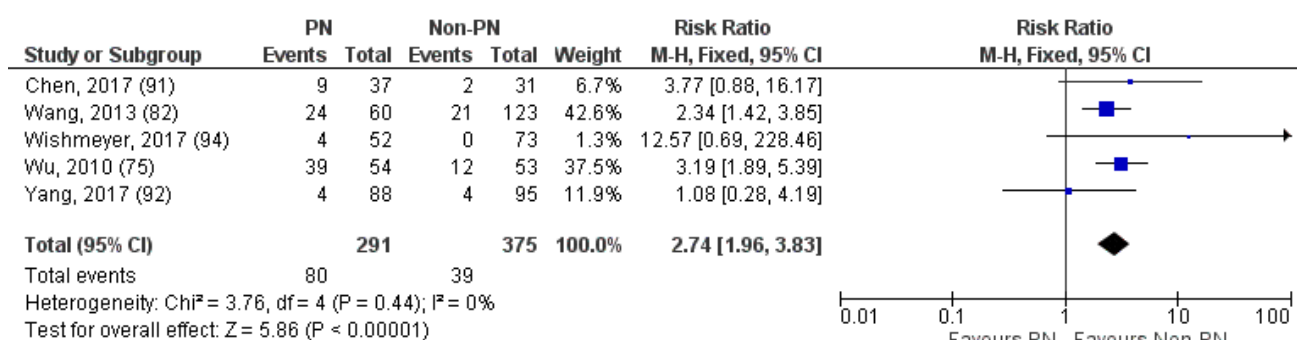 PN Non-PN Risk Ratio Risk Ratio
Study or Subgroup Events Total Events Total Weight M-H, Fixed, 95% CI M-H, Fixed, 95% CI
Chen, 2017 (91) 9 37 2 31 6.7% 3.77 [0.88, 16.17]
Wang, 2013 (82) 24 60 21 123 42.6% 2.34 [1.42, 3.85]
Wishmeyer, 2017 (94) 4 52 0 73 1.3% 12.57 [0.69, 228.46]
Wu, 2010 (75) 39 54 12 53 37.5% 3.19 [1.89, 5.39]
Yang, 2017 (92) 4 88 4 95 11.9% 1.08 [0.28, 4.19]
Total (95% CI) 291 375 100.0% 2.74 [1.96, 3.83]
Total events 80 39
Heterogeneity: Chi² = 3.76, df = 4 (P = 0.44); I² = 0%
Test for overall effect: Z = 5.86 (P < 0.00001)
0.01 0.1 1 10 100
Favours PN Favours Non-PN